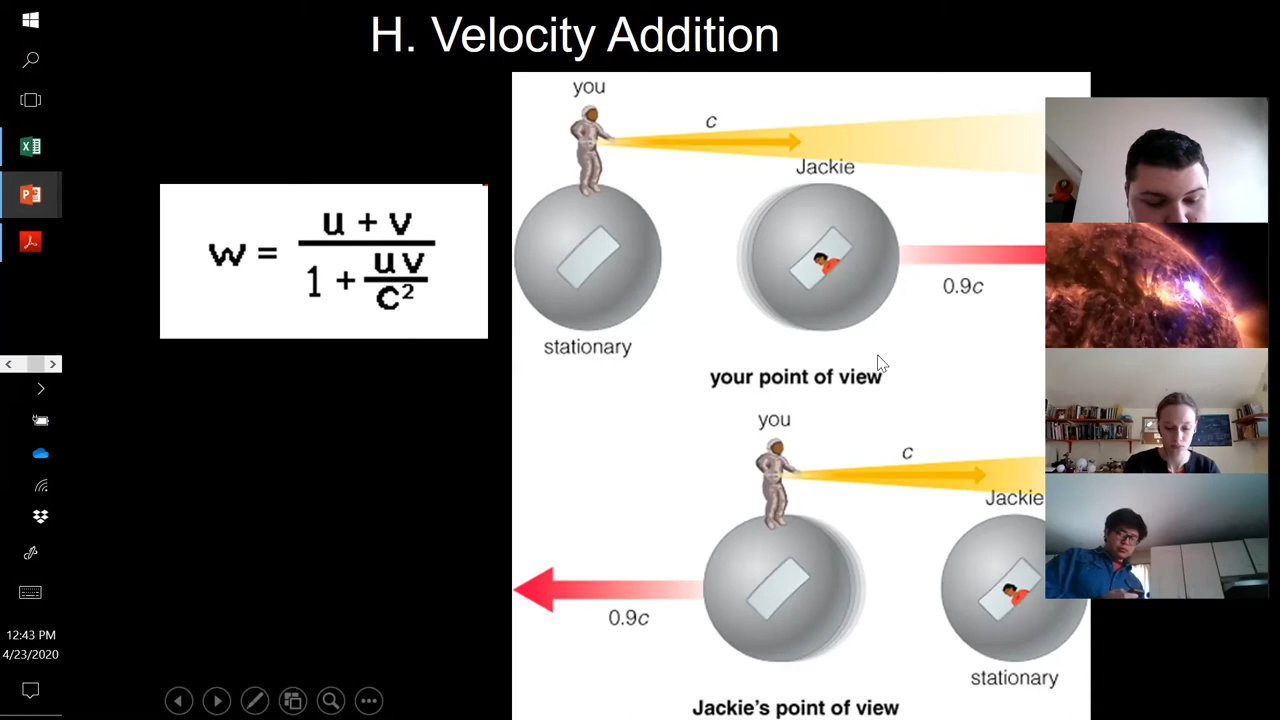 H. Velocity Addition
w = u + v / 1 + uv / c²
you
c
Jackie
0.9c
stationary
your point of view
you
c
Jackie
0.9c
stationary
Jackie's point of view
12:43 PM
4/23/2020